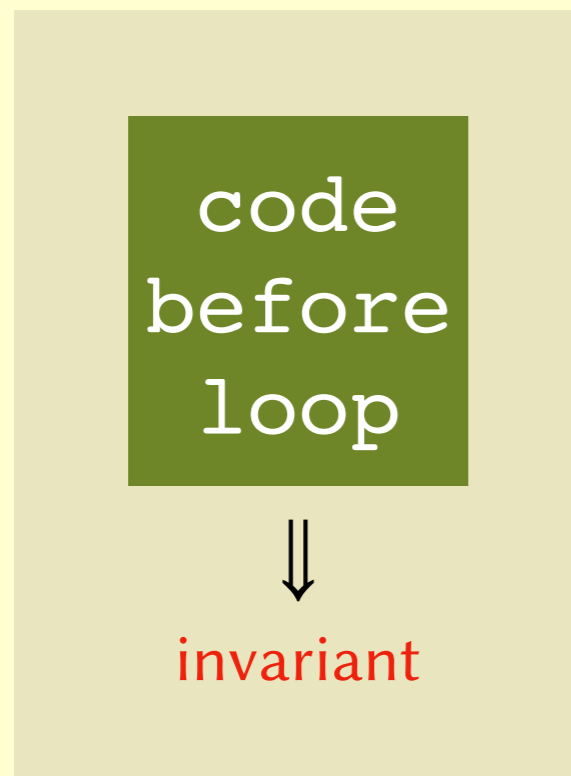 code
before
loop
⇓
invariant